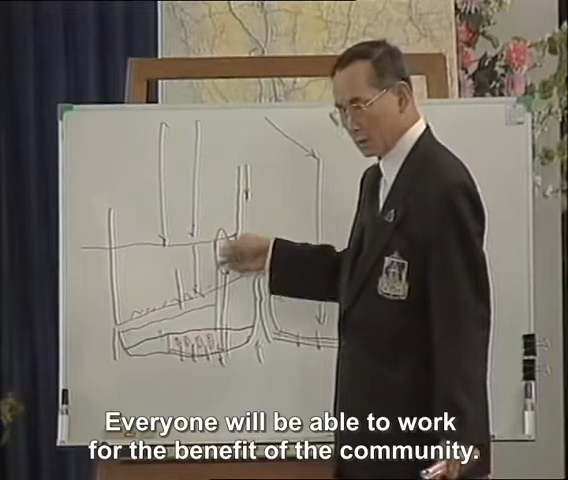 Everyone will be able to work
for the benefit of the community.